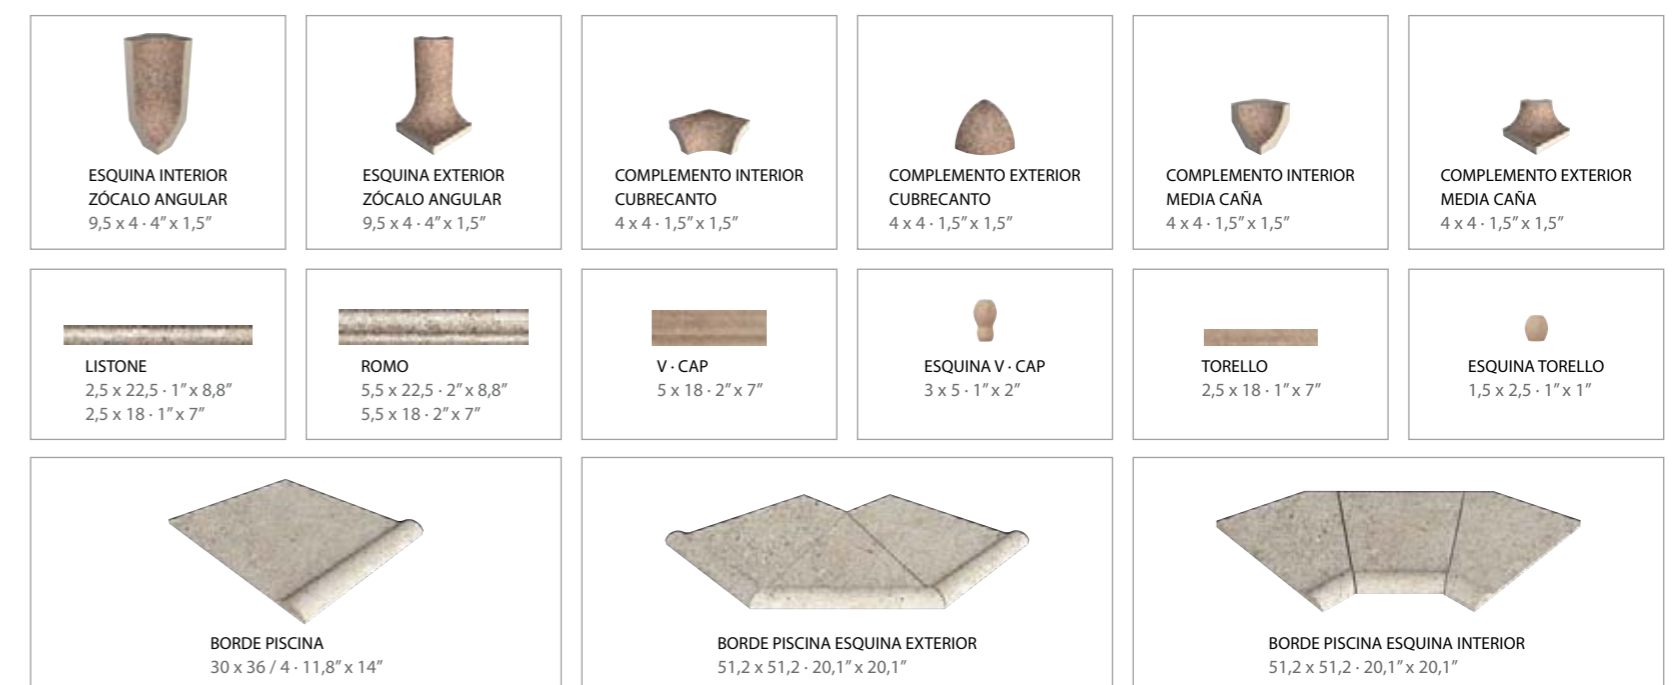 ESQUINA INTERIOR
ZÓCALO ANGULAR
9,5 x 4 · 4” x 1,5”
ESQUINA EXTERIOR
ZÓCALO ANGULAR
9,5 x 4 · 4” x 1,5”
COMPLEMENTO INTERIOR
CUBRECANTO
4 x 4 · 1,5” x 1,5”
COMPLEMENTO EXTERIOR
CUBRECANTO
4 x 4 · 1,5” x 1,5”
COMPLEMENTO INTERIOR
MEDIA CAÑA
4 x 4 · 1,5” x 1,5”
COMPLEMENTO EXTERIOR
MEDIA CAÑA
4 x 4 · 1,5” x 1,5”
LISTONE
2,5 x 22,5 · 1” x 8,8”
2,5 x 18 · 1” x 7”
ROMO
5,5 x 22,5 · 2” x 8,8”
5,5 x 18 · 2” x 7”
V · CAP
5 x 18 · 2” x 7”
ESQUINA V · CAP
3 x 5 · 1” x 2”
TORELLO
2,5 x 18 · 1” x 7”
ESQUINA TORELLO
1,5 x 2,5 · 1” x 1”
BORDE PISCINA
30 x 36 / 4 · 11,8” x 14”
BORDE PISCINA ESQUINA EXTERIOR
51,2 x 51,2 · 20,1” x 20,1”
BORDE PISCINA ESQUINA INTERIOR
51,2 x 51,2 · 20,1” x 20,1”